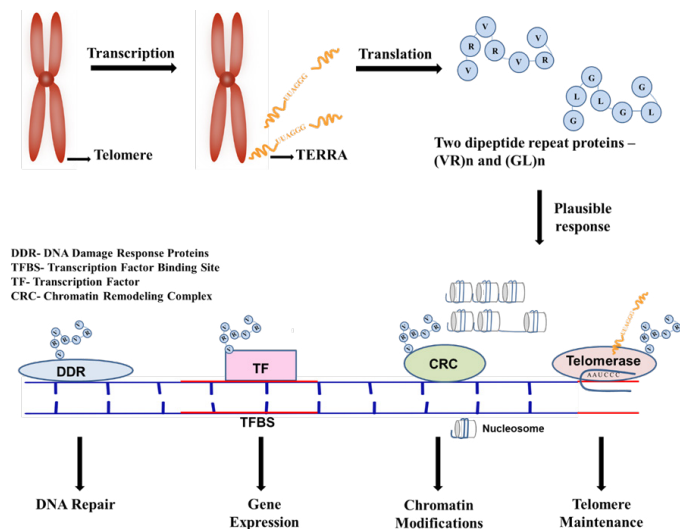 Transcription
Translation
UUAGGG
UUAGGG
Telomere
TERRA
V
R
V
R
V
V
R
G
L
G
L
G
G
L
Two dipeptide repeat proteins –
(VR)n and (GL)n
Plausible
response
DDR- DNA Damage Response Proteins
TFBS- Transcription Factor Binding Site
TF- Transcription Factor
CRC- Chromatin Remodeling Complex
UUAGGG
DDR
TF
CRC
Telomerase
AAUCCC
TFBS
Nucleosome
DNA Repair
Gene
Expression
Chromatin
Modifications
Telomere
Maintenance